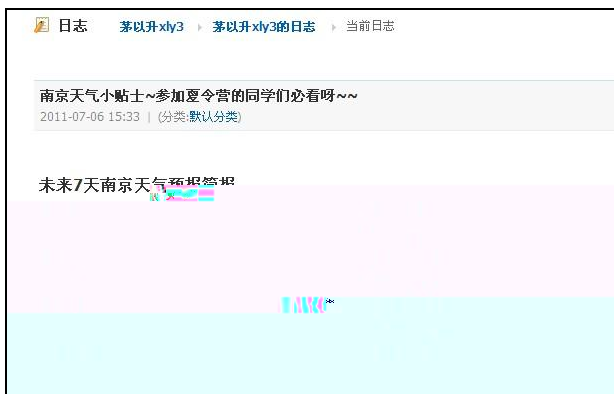 日志 茅以升xly3 茅以升xly3的日志 当前日志
南京天气小贴士~参加夏令营的同学们必看呀~~
2011-07-06 15:33 | (分类:默认分类)
未来7天南京天气预报简报